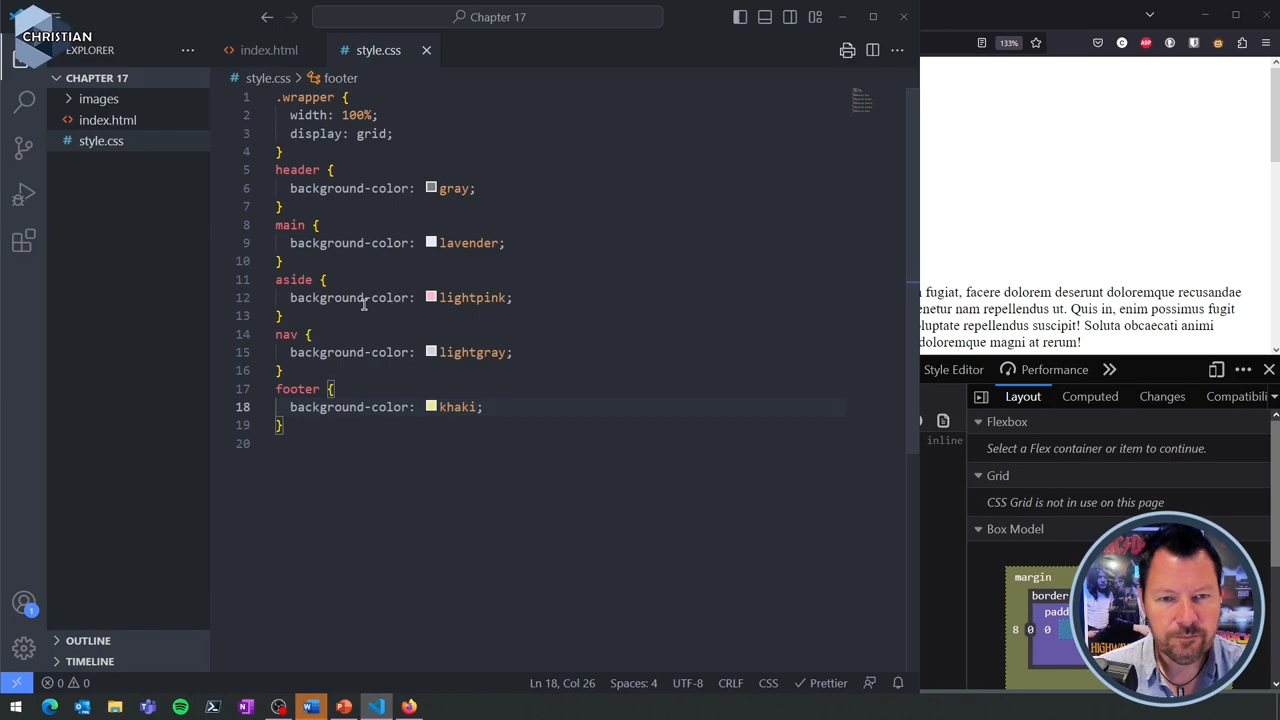 CHRISTIAN
Chapter 17
EXPLORER
index.html
style.css
133%
CHAPTER 17
style.css > footer
images
index.html
style.css
1 .wrapper {
2 width: 100%;
3 display: grid;
4 }
5 header {
6 background-color: gray;
7 }
8 main {
9 background-color: lavender;
10 }
11 aside {
12 background-color: lightpink;
13 }
14 nav {
15 background-color: lightgray;
16 }
17 footer {
18 background-color: khaki;
19 }
20
fugiat, facere dolorem deserunt doloremque recusandae
enetur nam repellendus ut. Quis in, enim possimus fugit
oluptate repellendus suscipit! Soluta obcaecati animi
doloremque magni at rerum!
Style Editor Performance
Layout Computed Changes Compatibili
inline
Flexbox
Select a Flex container or item to continue.
Grid
CSS Grid is not in use on this page
Box Model
margin
border
padd
8 0 0
HIGHW
OUTLINE
TIMELINE
1
0 0
Ln 18, Col 26 Spaces: 4 UTF-8 CRLF CSS Prettier